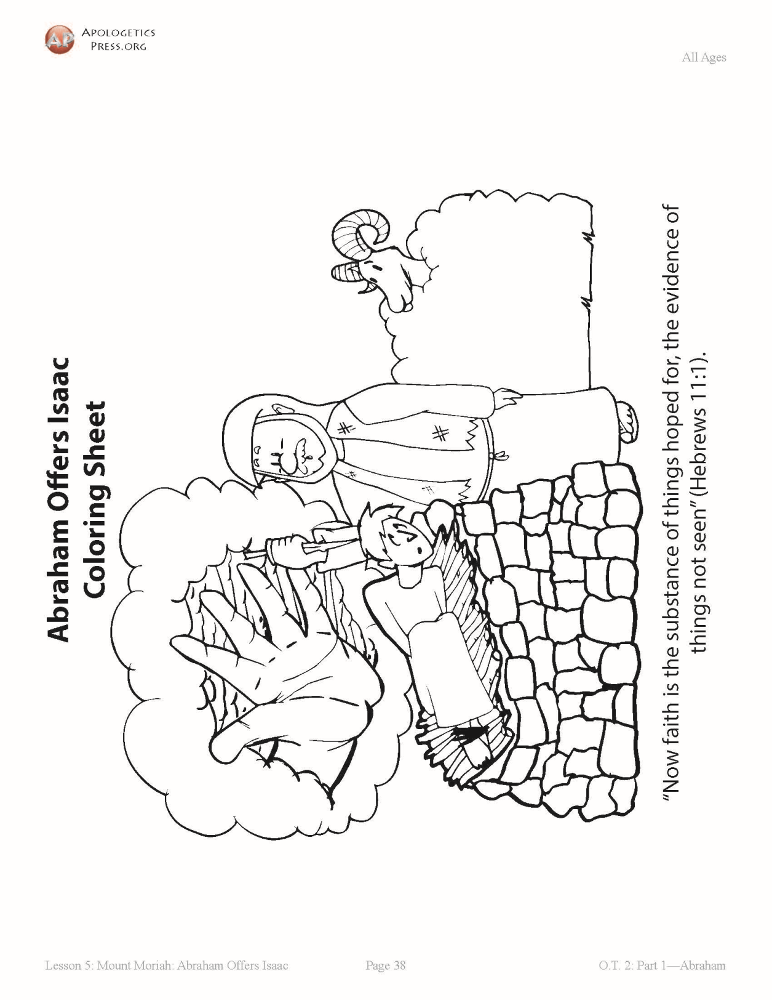 AP
APOLOGETICS
PRESS.ORG
All Ages
Abraham Offers Isaac
Coloring Sheet
“Now faith is the substance of things hoped for, the evidence of
things not seen” (Hebrews 11:1).
Lesson 5: Mount Moriah: Abraham Offers Isaac
Page 38
O.T. 2: Part 1—Abraham